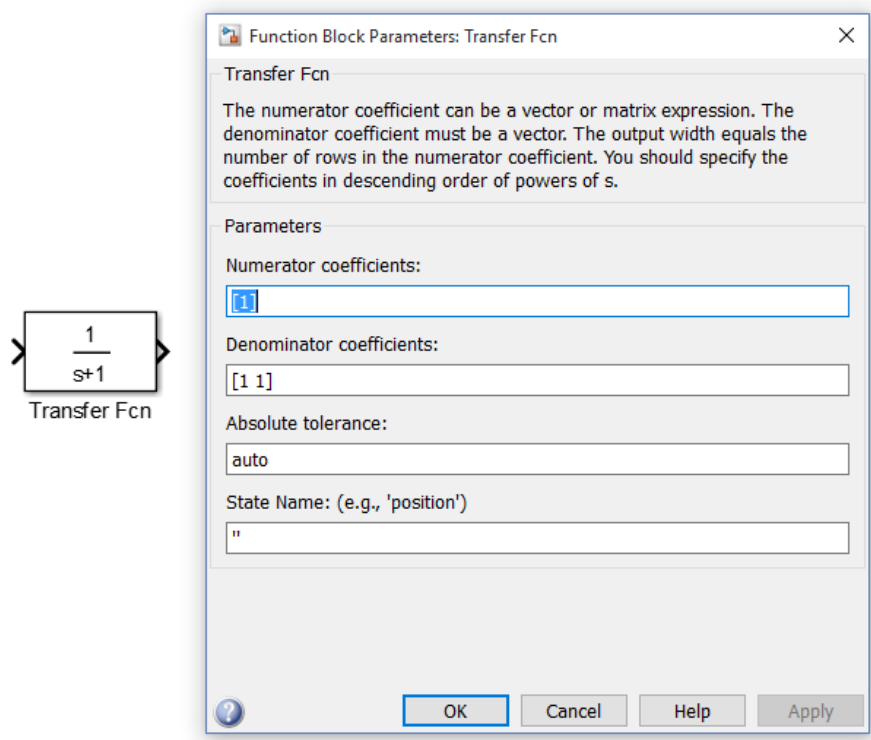 Function Block Parameters: Transfer Fcn
Transfer Fcn
The numerator coefficient can be a vector or matrix expression. The
denominator coefficient must be a vector. The output width equals the
number of rows in the numerator coefficient. You should specify the
coefficients in descending order of powers of s.
Parameters
Numerator coefficients:
[1]
Denominator coefficients:
[1 1]
Absolute tolerance:
auto
State Name: (e.g., 'position')
''
OK Cancel Help Apply
1
s+1
Transfer Fcn